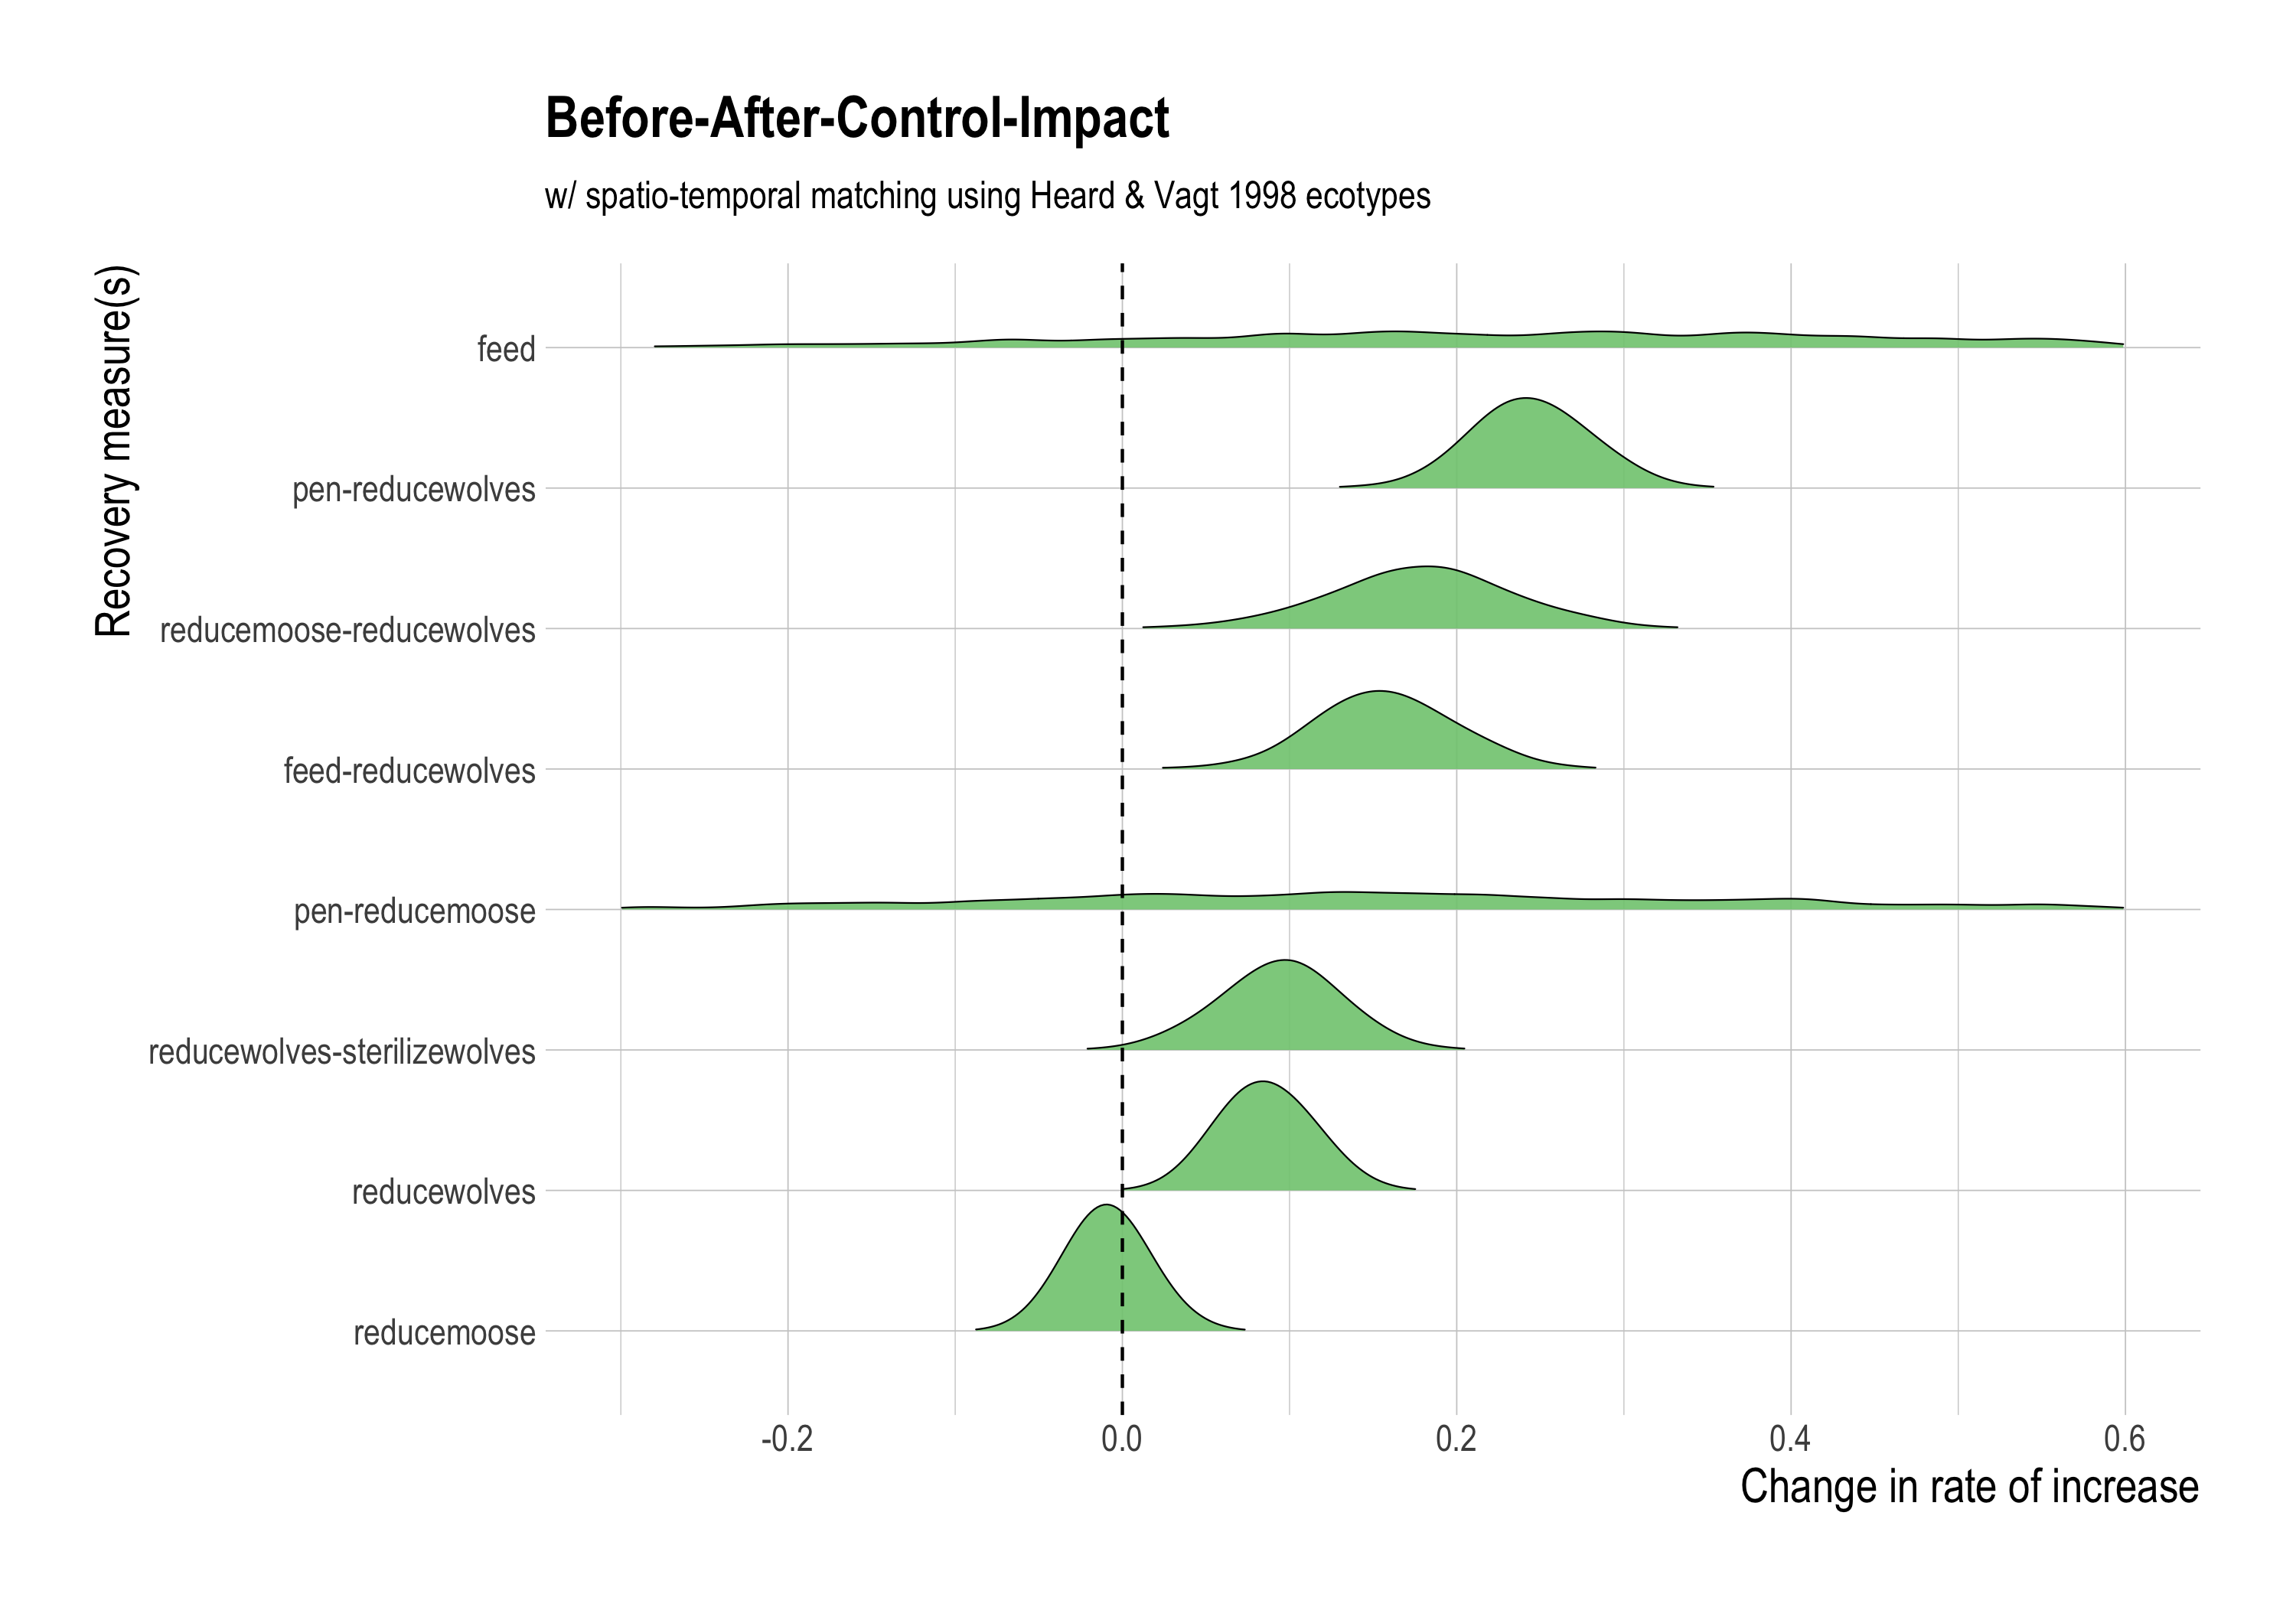 Before-After-Control-Impact
w/ spatio-temporal matching using Heard & Vagt 1998 ecotypes
Recovery measure(s)
feed
pen-reducewolves
reducemoose-reducewolves
feed-reducewolves
pen-reducemoose
reducewolves-sterilizewolves
reducewolves
reducemoose
-0.2 0.0 0.2 0.4 0.6
Change in rate of increase